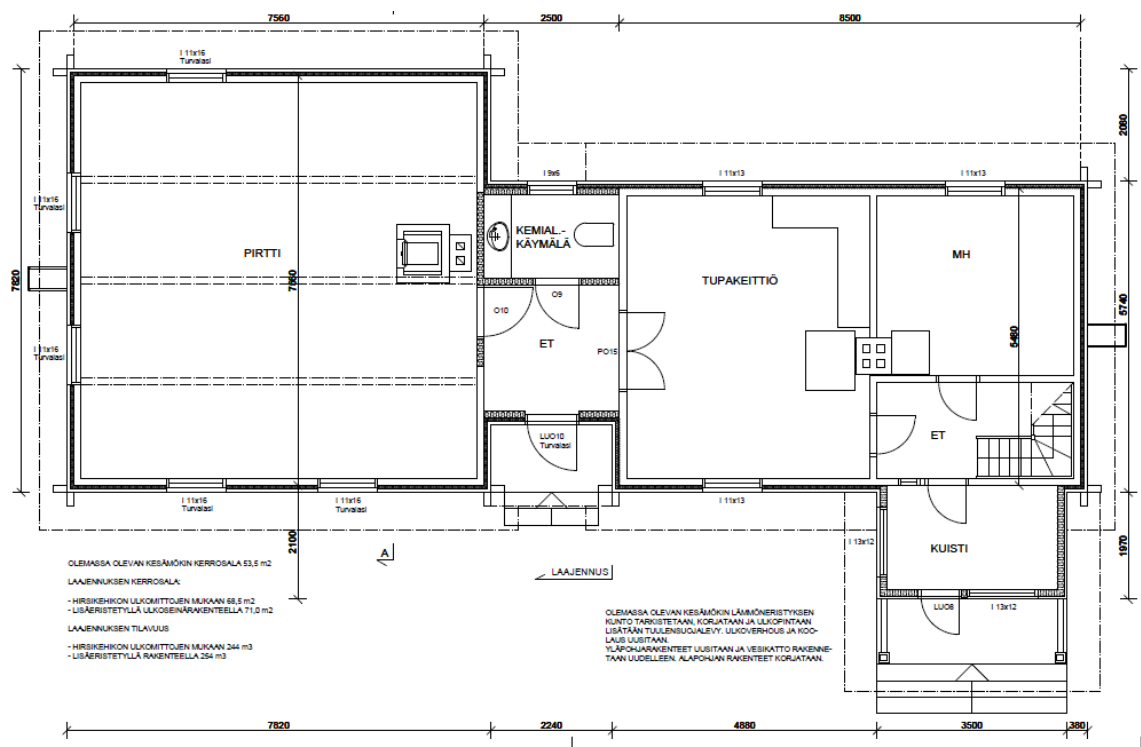 7560
2500
8500
I 11x16
Turvalasi
2080
I 9x6
I 11x13
I 11x13
I 11x16
Turvalasi
KEMIAL.-
KÄYMÄLÄ
PIRTTI
7560
7820
TUPAKEITTIÖ
MH
O9
O10
ET
PO15
5480
5740
I 11x16
Turvalasi
LUO10
Turvalasi
ET
I 11x16
Turvalasi
I 11x16
Turvalasi
I 11x13
2100
A
I 13x12
KUISTI
1970
LAAJENNUS
LUO8
I 13x12
OLEMASSA OLEVAN KESÄMÖKIN KERROSALA 53,5 m2
LAAJENNUKSEN KERROSALA:
- HIRSIKEHIKON ULKOMITTOJEN MUKAAN 68,5 m2
- LISÄERISTETYLLÄ ULKOSEINÄRAKENTEELLA 71,0 m2
LAAJENNUKSEN TILAVUUS
- HIRSIKEHIKON ULKOMITTOJEN MUKAAN 244 m3
- LISÄERISTETYLLÄ RAKENTEELLA 254 m3
OLEMASSA OLEVAN KESÄMÖKIN LÄMMÖNERISTYKSEN
KUNTO TARKISTETAAN, KORJATAAN JA ULKOPINTAAN
LISÄTÄÄN TUULENSUOJALEVY. ULKOVERHOUS JA KOO-
LAUS UUSITAAN.
YLÄPOHJARAKENTEET UUSITAAN JA VESIKATTO RAKENNE-
TAAN UUDELLEEN. ALAPOHJAN RAKENTEET KORJATAAN.
7820
2240
4880
3500
380